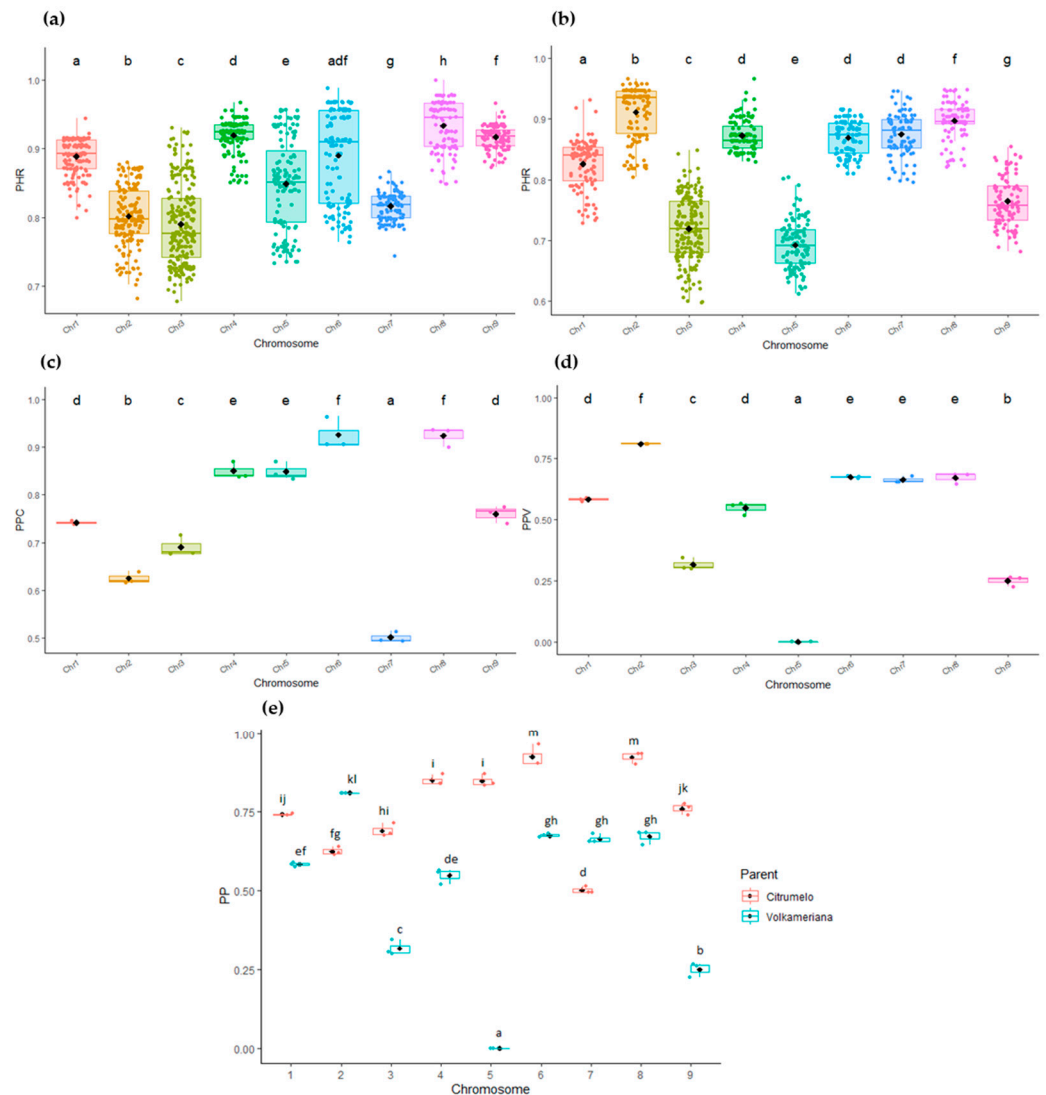 (a)
a b c d e adf g h f
PHR
1.0
0.9
0.8
0.7
Chr1 Chr2 Chr3 Chr4 Chr5 Chr6 Chr7 Chr8 Chr9
Chromosome
(b)
a b c d e d d f g
PHR
1.0
0.9
0.8
0.7
0.6
Chr1 Chr2 Chr3 Chr4 Chr5 Chr6 Chr7 Chr8 Chr9
Chromosome
(c)
d b c e e f a f d
PPC
1.0
0.9
0.8
0.7
0.6
0.5
Chr1 Chr2 Chr3 Chr4 Chr5 Chr6 Chr7 Chr8 Chr9
Chromosome
(d)
d f c d a e e e b
PPV
1.00
0.75
0.50
0.25
0.00
Chr1 Chr2 Chr3 Chr4 Chr5 Chr6 Chr7 Chr8 Chr9
Chromosome
(e)
PP
1.00
0.75
0.50
0.25
0.00
ij ef
fg kl
hi c
i de
i a
m gh
d gh
m gh
jk b
1 2 3 4 5 6 7 8 9
Chromosome
Parent
Citrumelo
Volkameriana